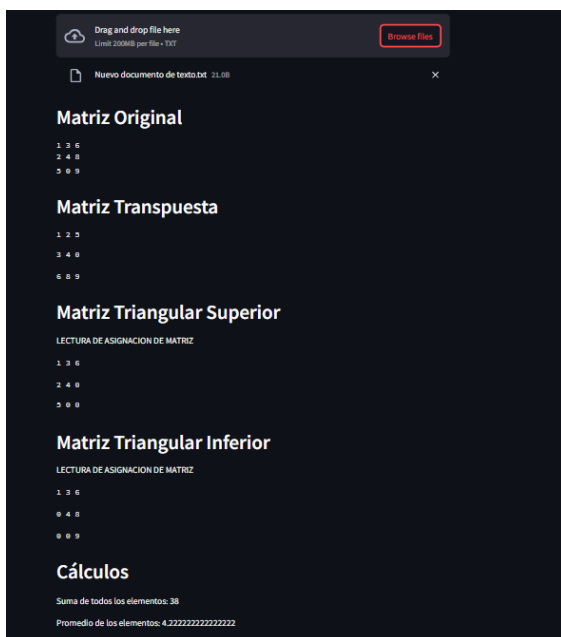 Drag and drop file here
Limit 200MB per file • TXT
Browse files
Nuevo documento de texto.txt 21.0B
Matriz Original
1 3 6
2 4 8
5 0 9
Matriz Transpuesta
1 2 5
3 4 0
6 8 9
Matriz Triangular Superior
LECTURA DE ASIGNACION DE MATRIZ
1 3 6
2 4 0
5 0 0
Matriz Triangular Inferior
LECTURA DE ASIGNACION DE MATRIZ
1 3 6
0 4 8
0 0 9
Cálculos
Suma de todos los elementos: 38
Promedio de los elementos: 4.222222222222222